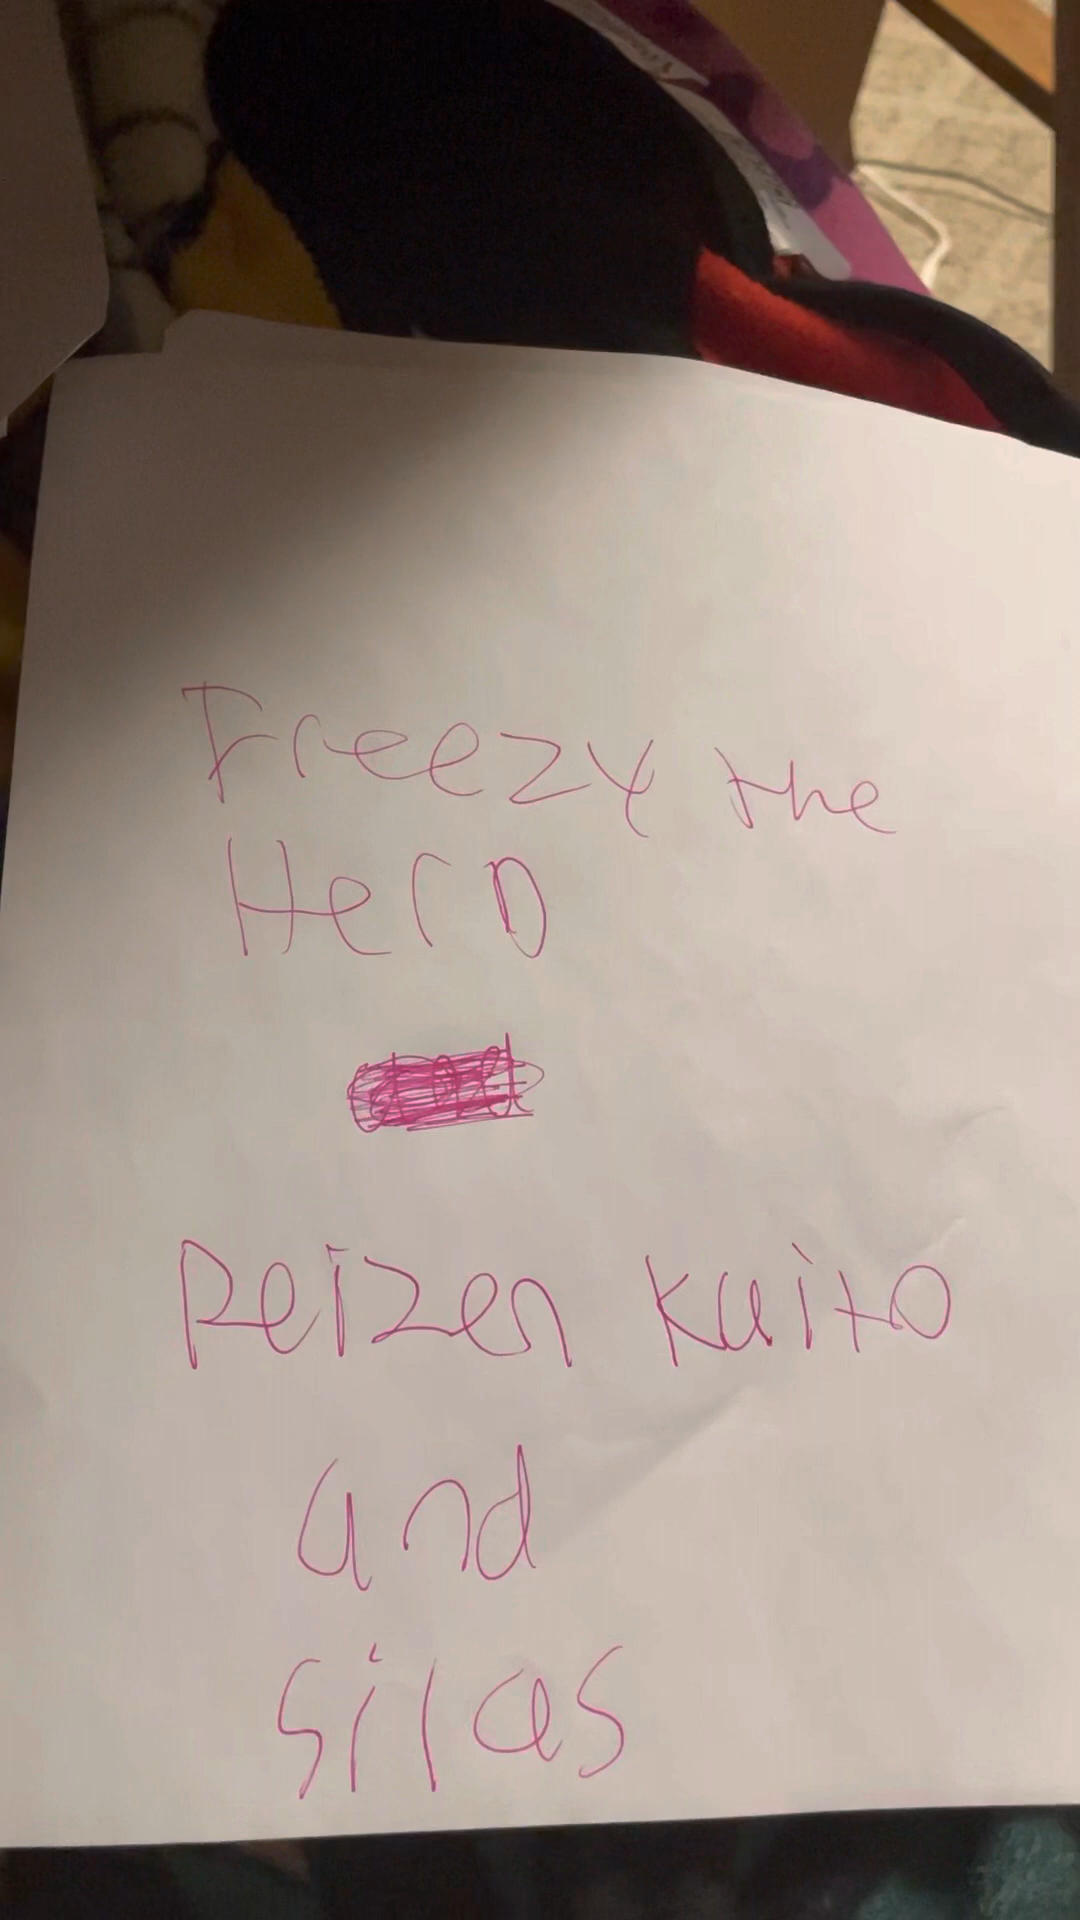 Freezy the
Hero
Reizen Kaito
and
silas